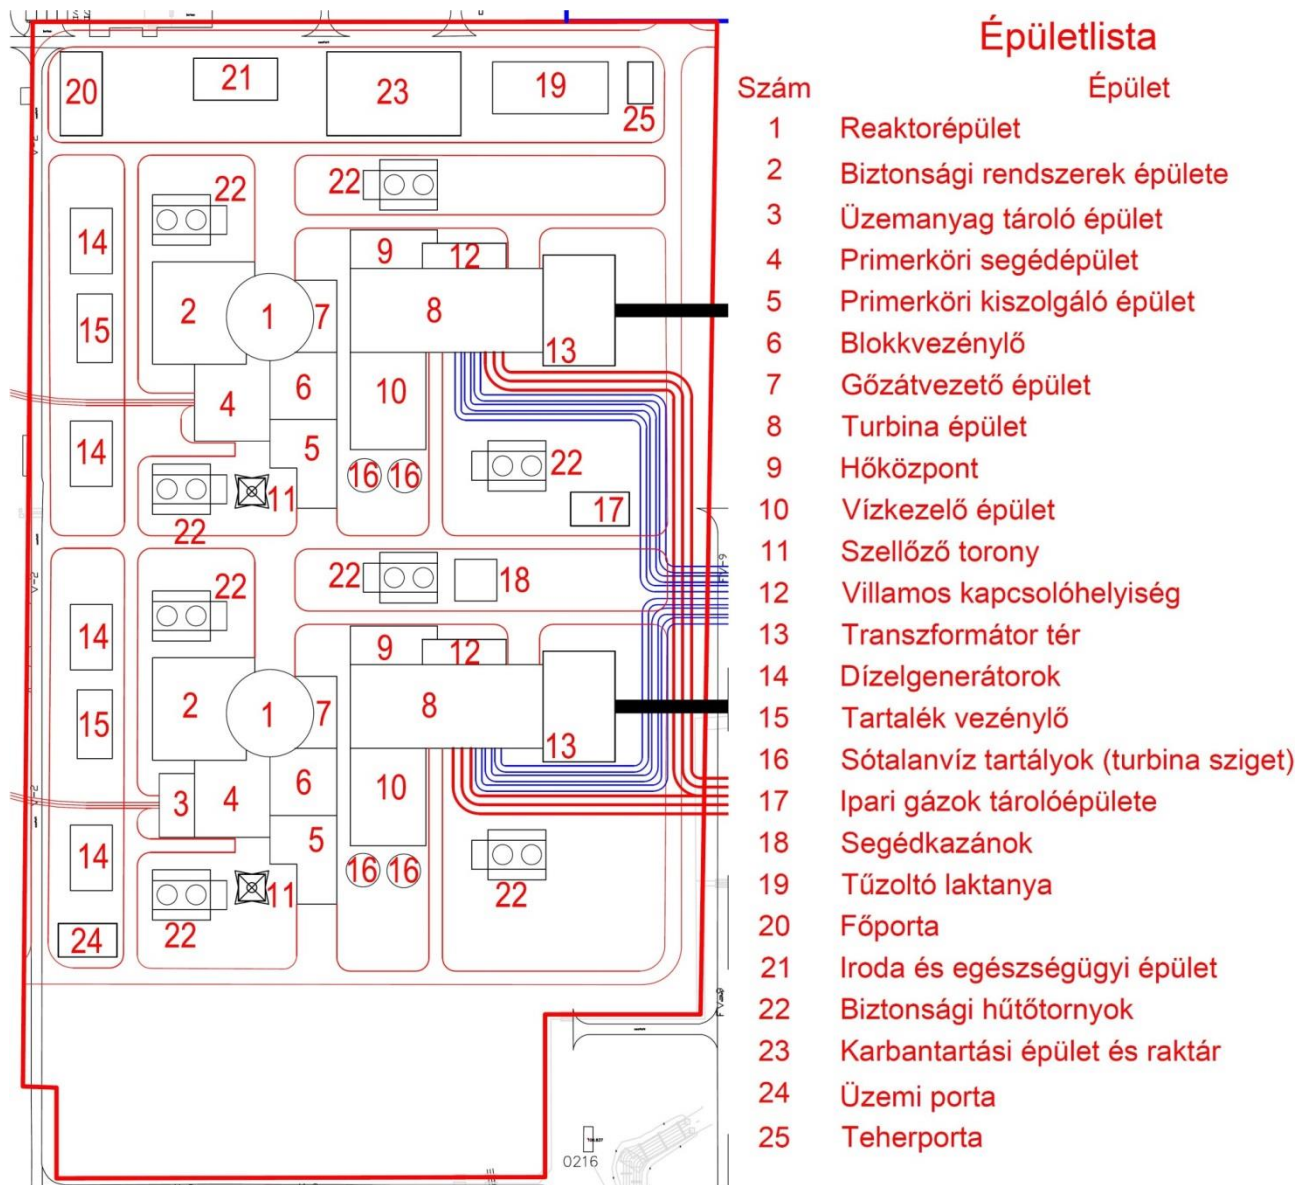 Épületlista
Szám Épület
1 Reaktorépület
2 Biztonsági rendszerek épülete
3 Üzemanyag tároló épület
4 Primerköri segédépület
5 Primerköri kiszolgáló épület
6 Blokkvezénylő
7 Gőzátvezető épület
8 Turbina épület
9 Hőközpont
10 Vízkezelő épület
11 Szellőző torony
12 Villamos kapcsolóhelyiség
13 Transzformátor tér
14 Dízelgenerátorok
15 Tartalék vezénylő
16 Sótalanvíz tartályok (turbina sziget)
17 Ipari gázok tárolóépülete
18 Segédkazánok
19 Tűzoltó laktanya
20 Főporta
21 Iroda és egészségügyi épület
22 Biztonsági hűtőtornyok
23 Karbantartási épület és raktár
24 Üzemi porta
25 Teherporta
20 21 23 19 25
22 22
14 9 12
2 1 7 8
15 13
6 10
4
14 5 22
16 16
11 17
22
22 22 18
14 9 12
2 1 7 8
15 13
6 10
3 4
14 5
16 16
11 22
22
24
V-2
V-2
0216